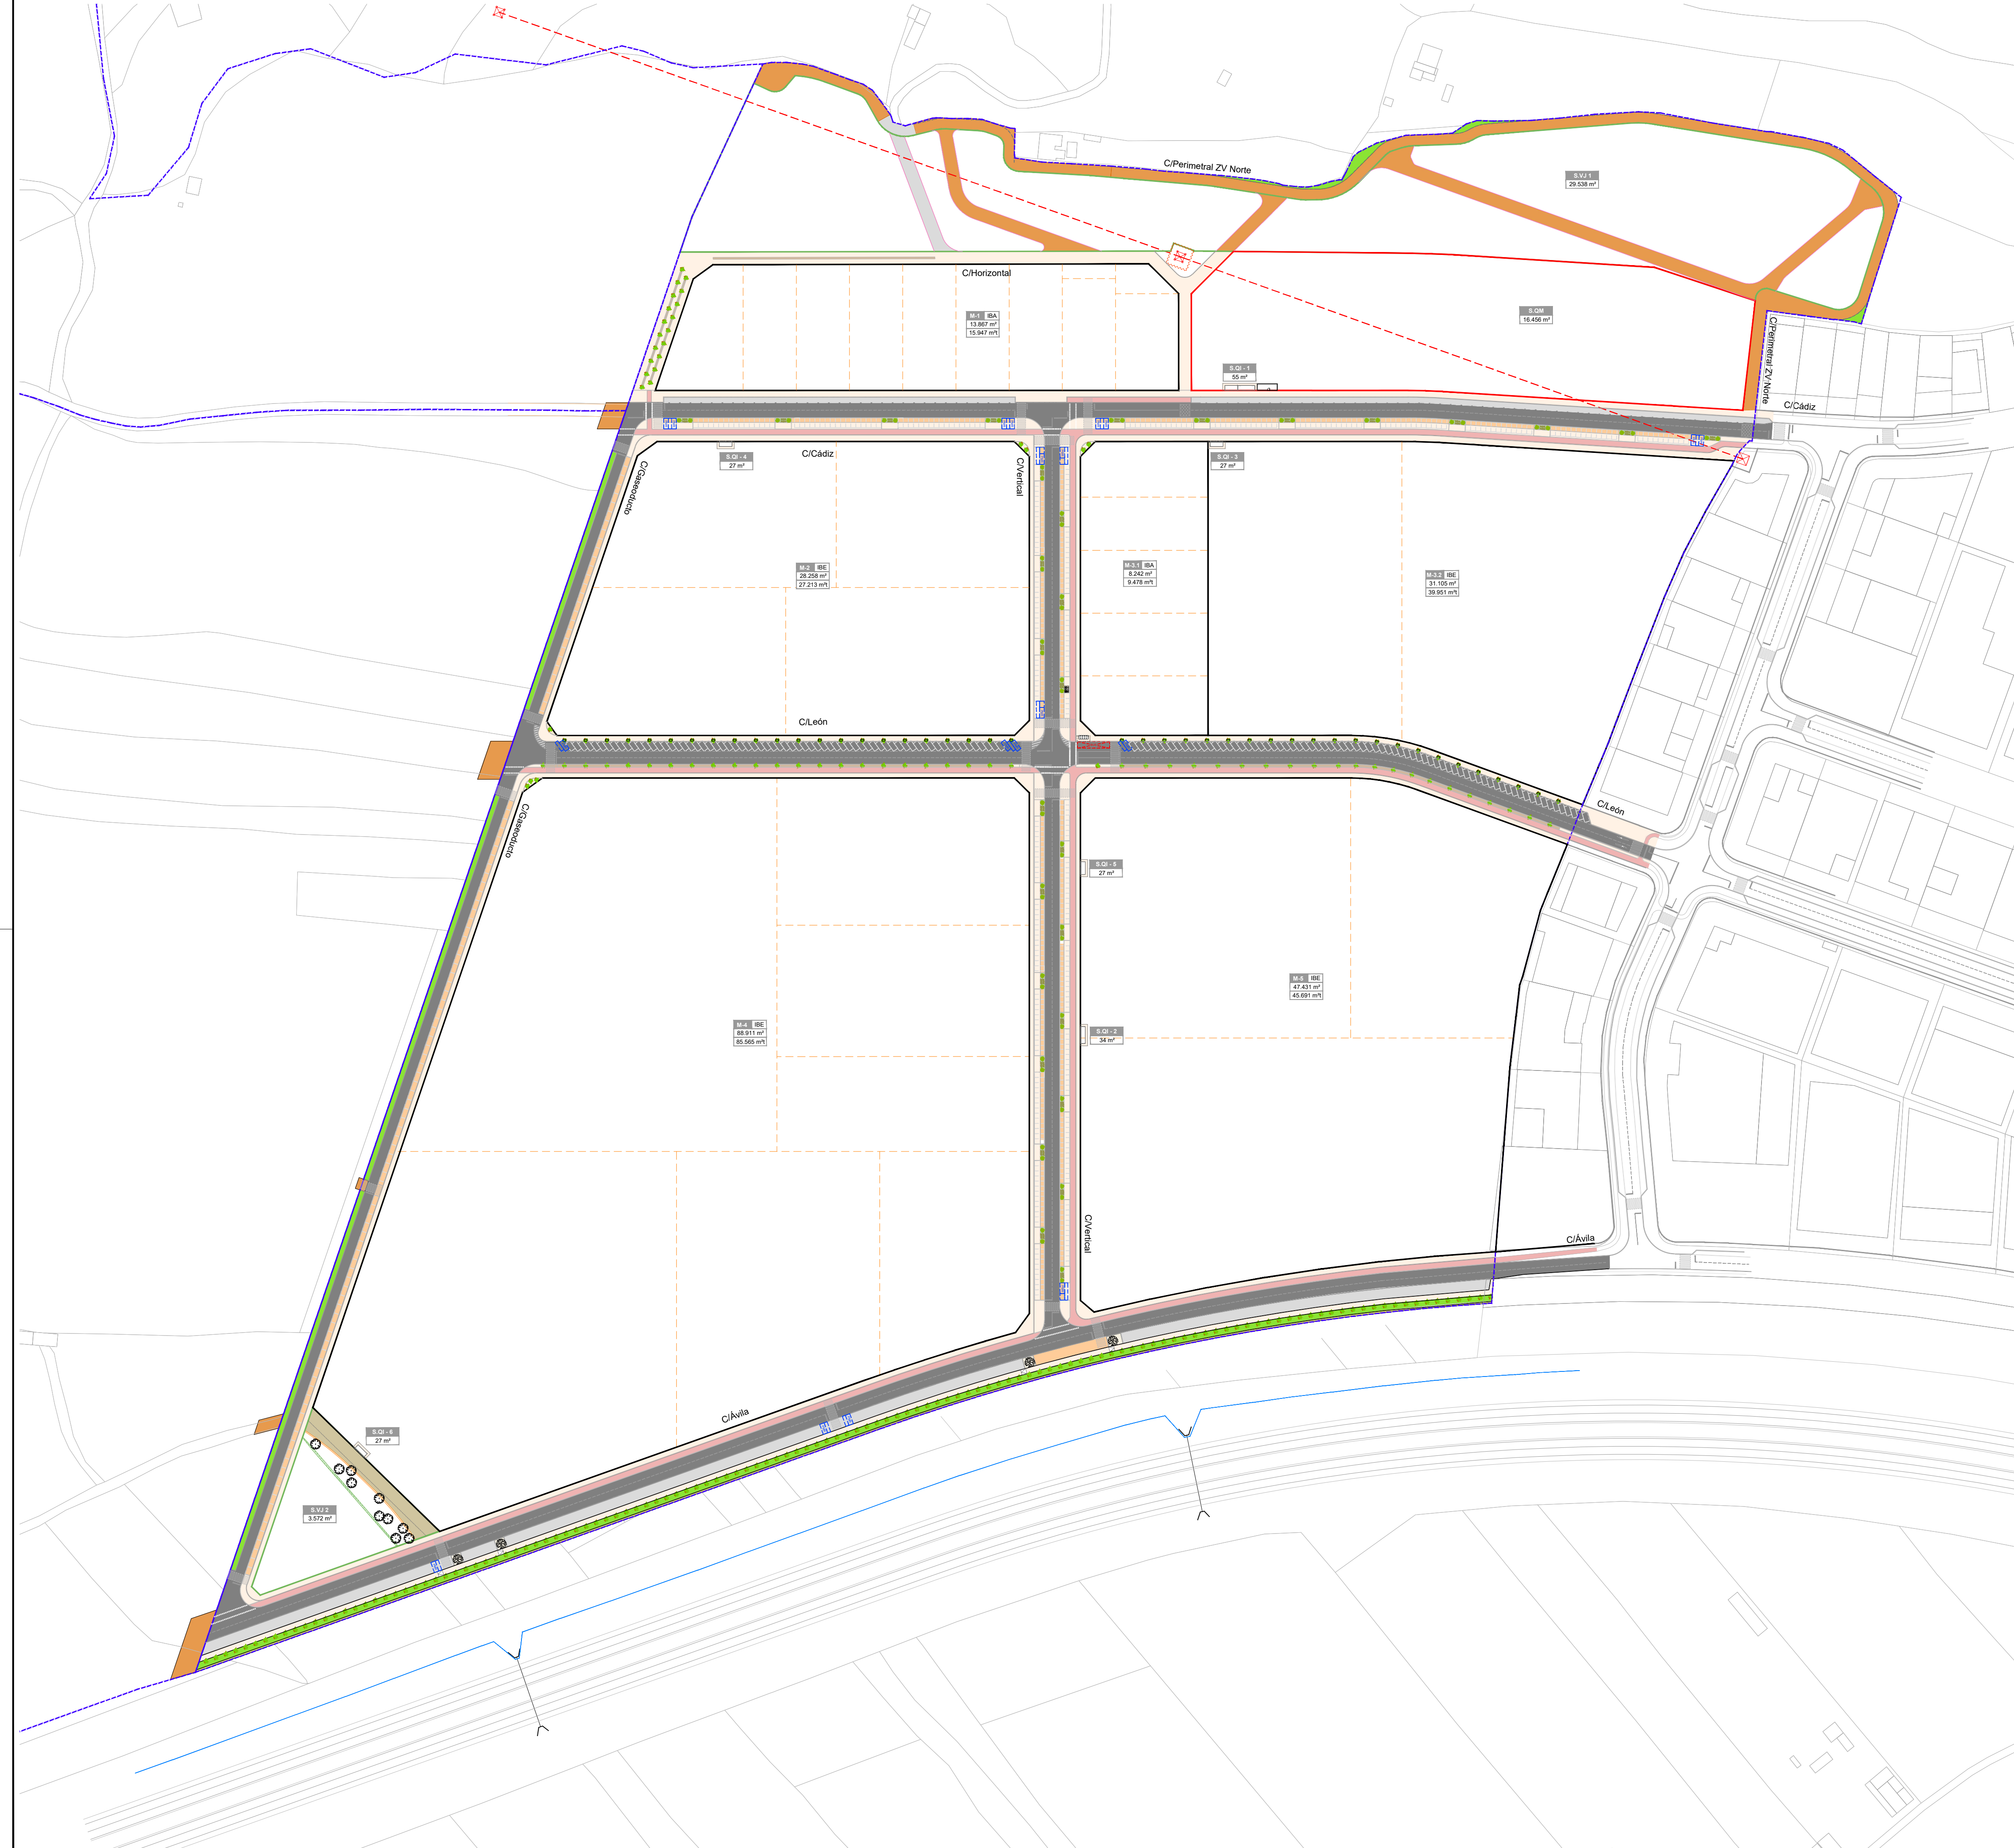 C/Perimetral ZV Norte
S.VJ 1
29.538 m²
C/Horizontal
M-1 IBA
13.867 m²
15.947 m²t
S.QM
16.456 m²
C/Perimetral ZV Norte
S.QI - 1
55 m²
C/Cádiz
C/Cádiz
S.QI - 4
27 m²
S.QI - 3
27 m²
C/Gaseoducto
C/Vertical
M-2 IBE
28.258 m²
27.213 m²t
M-3.1 IBA
8.242 m²
9.478 m²t
M-3.2 IBE
31.105 m²
39.951 m²t
C/León
C/León
C/Gaseoducto
S.QI - 5
27 m²
M-5 IBE
47.431 m²
45.691 m²t
M-4 IBE
88.911 m²
85.565 m²t
S.QI - 2
34 m²
C/Vertical
C/Ávila
C/Ávila
S.QI - 6
27 m²
S.VJ 2
3.572 m²